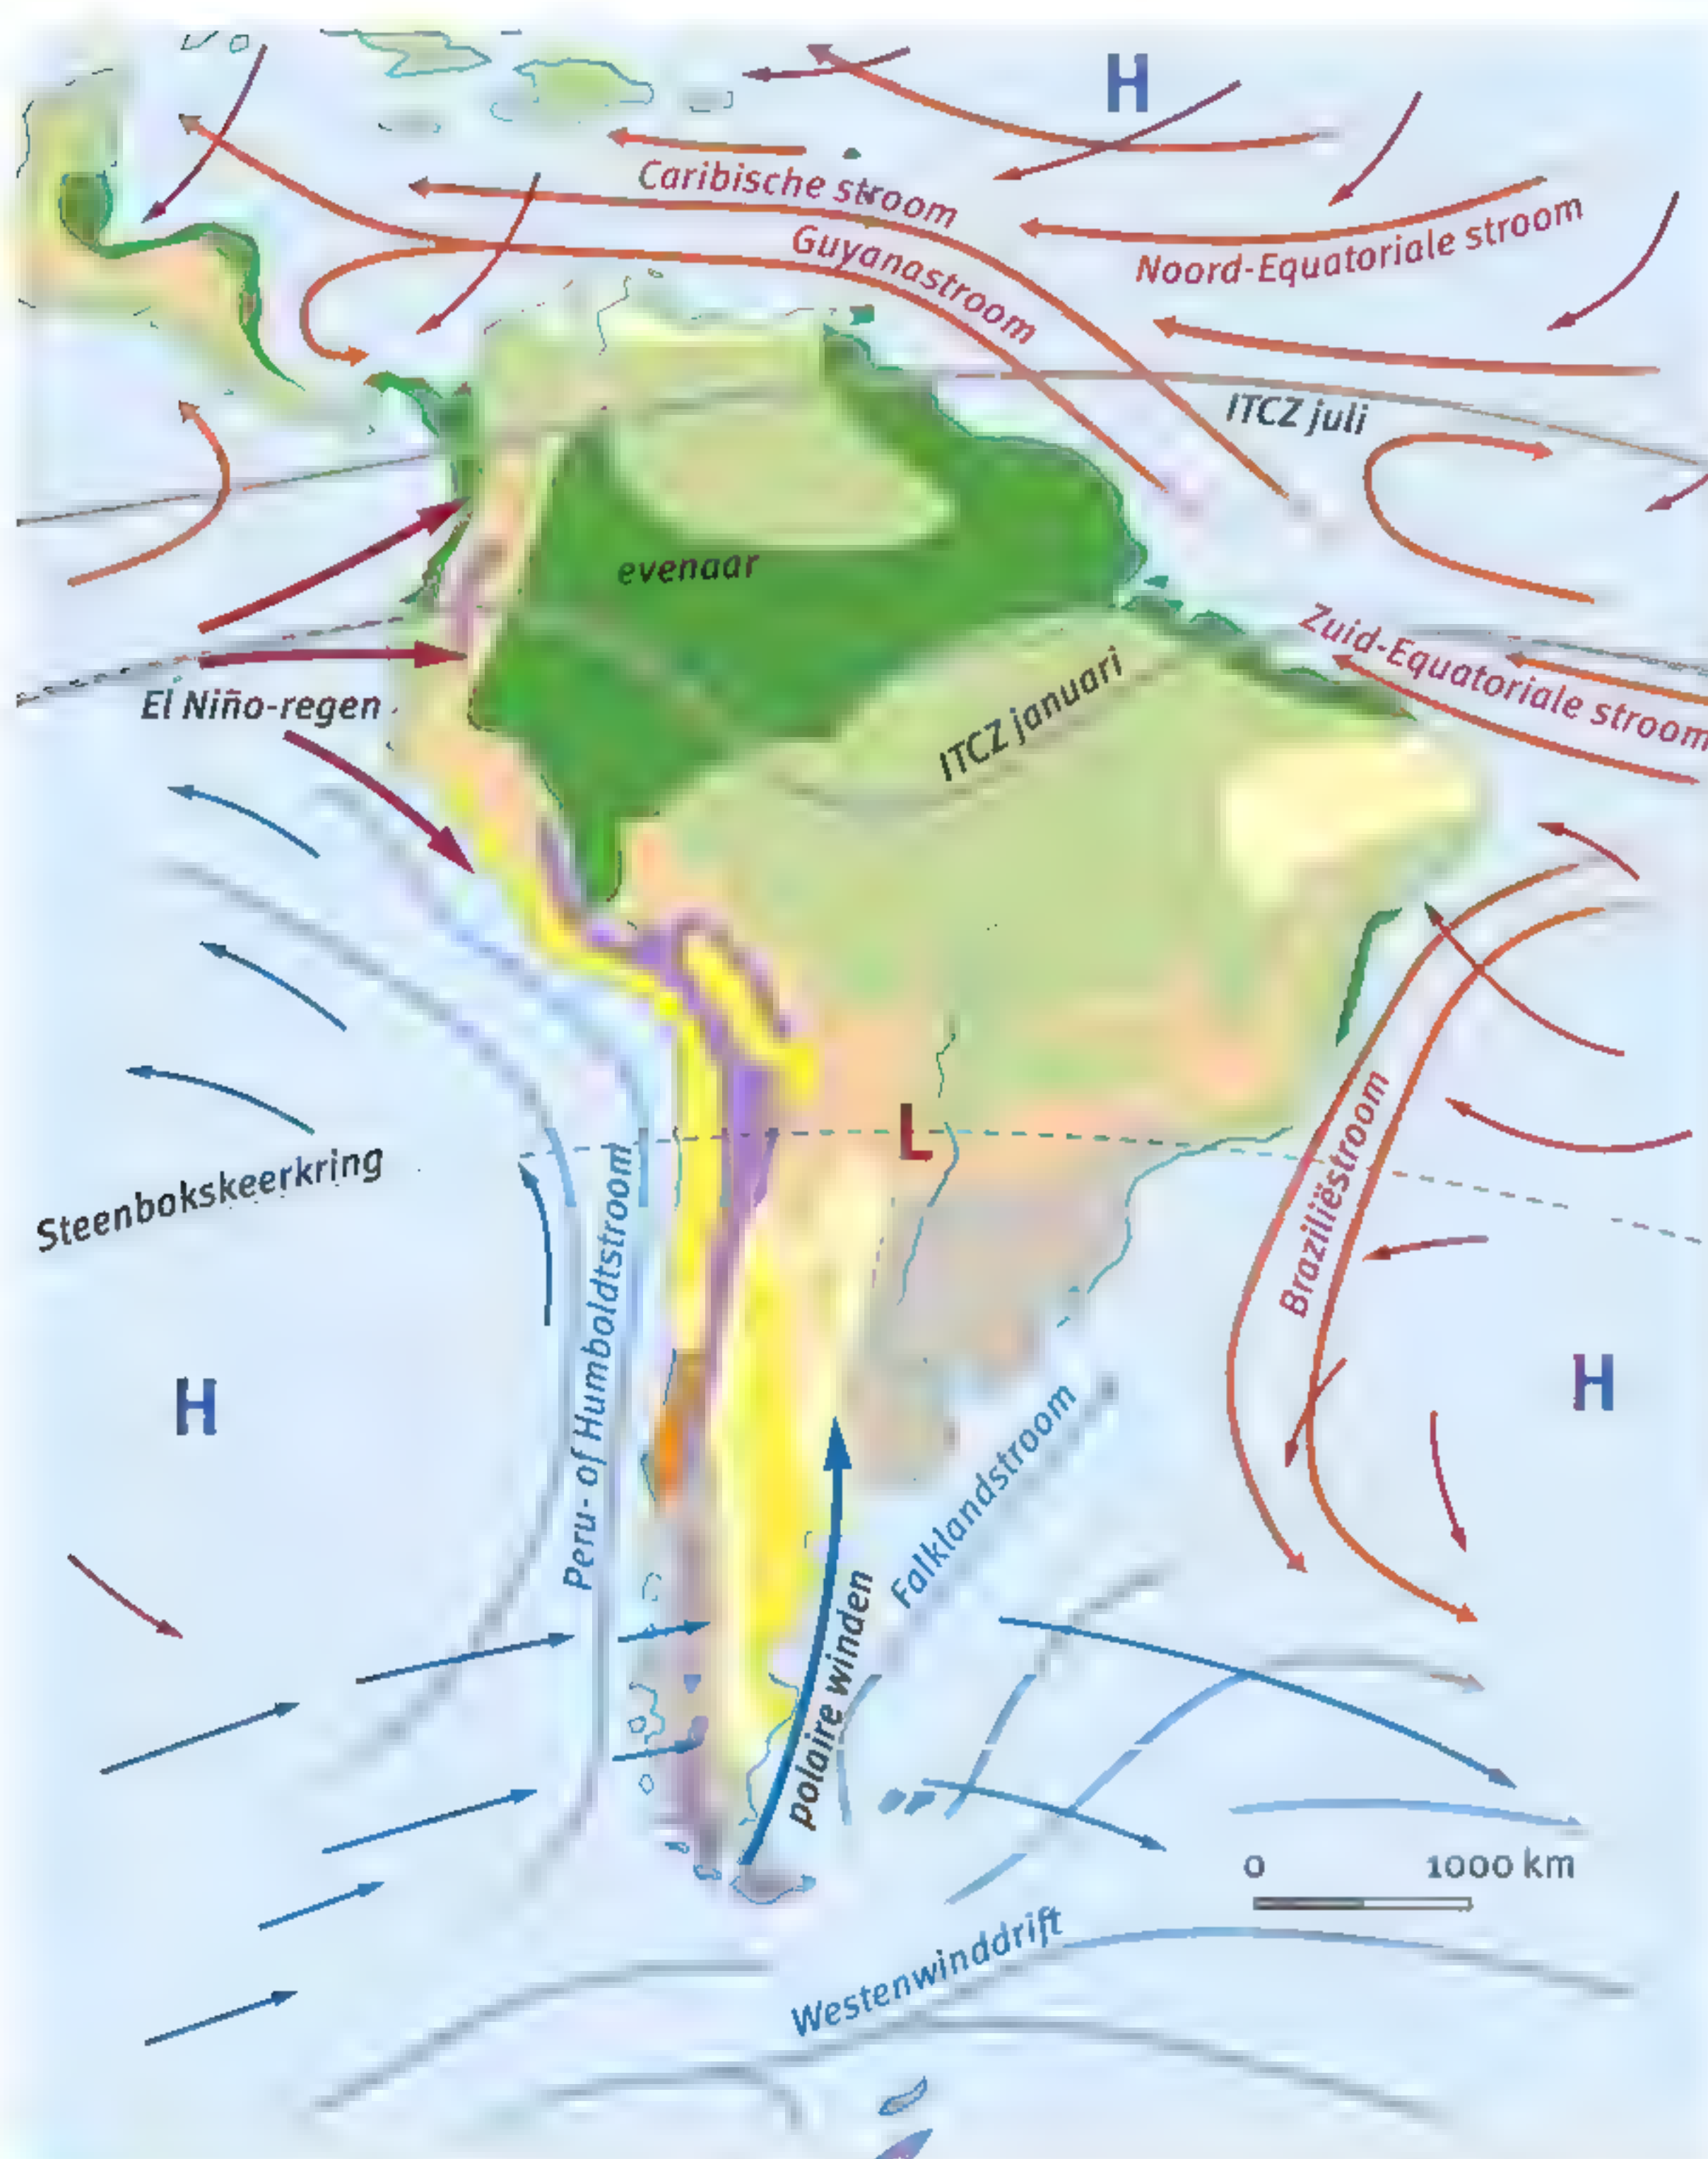 H
Caribische stroom
Guyanastroom
Noord-Equatoriale stroom
ITCZ juli
evenaar
Zuid-Equatoriale stroom
El Niño-regen
ITCZ januari
L
Steenbokskeerkring
Peru- of Humboldtstroom
Braziliëstroom
H
H
Falklandstroom
polaire winden
0 1000 km
Westenwinddrift